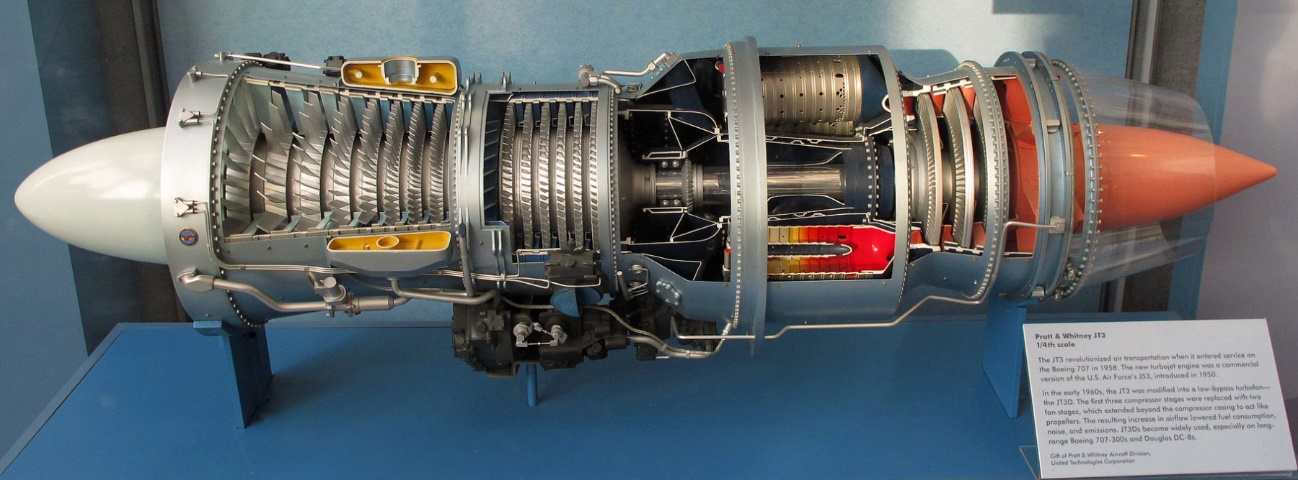 Pratt & Whitney JT3
1/4th scale
The JT3 revolutionized air transportation when it entered service on
the Boeing 707 in 1958. The new turbojet engine was a commercial
version of the U.S. Air Force's J53, introduced in 1950.
In the early 1960s, the JT3 was modified into a low-bypass turbofan—
the JT3D. The first three compressor stages were replaced with two
fan stages, which extended beyond the compressor casing to act like
propellers. The resulting increase in airflow lowered fuel consumption,
noise, and emissions. JT3Ds became widely used, especially on long-
range Boeing 707-300s and Douglas DC-8s.
Gift of Pratt & Whitney Aircraft Division,
United Technologies Corporation